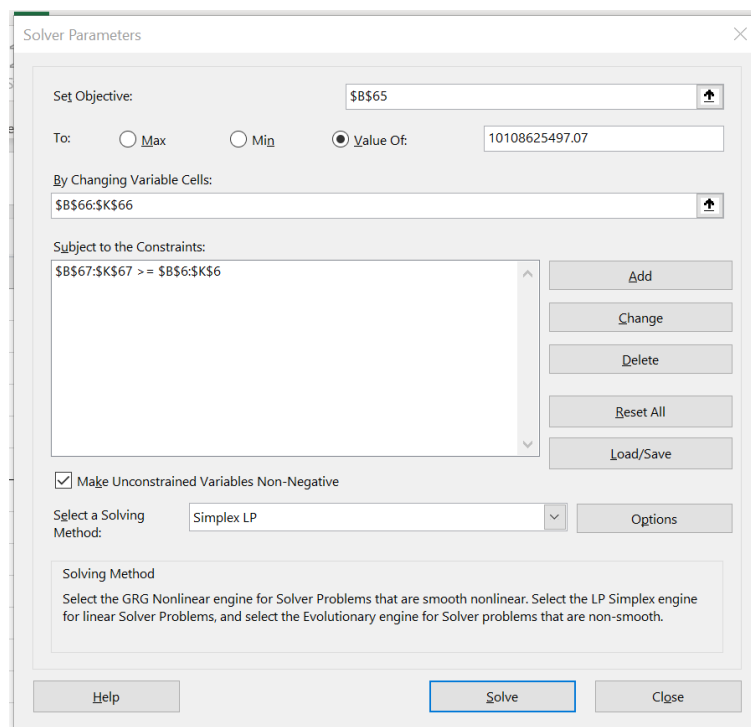 Solver Parameters
Set Objective: $B$65
To: Max Min Value Of: 10108625497.07
By Changing Variable Cells:
$B$66:$K$66
Subject to the Constraints:
$B$67:$K$67 >= $B$6:$K$6
Add
Change
Delete
Reset All
Load/Save
Make Unconstrained Variables Non-Negative
Select a Solving
Method:
Simplex LP
Options
Solving Method
Select the GRG Nonlinear engine for Solver Problems that are smooth nonlinear. Select the LP Simplex engine
for linear Solver Problems, and select the Evolutionary engine for Solver problems that are non-smooth.
Help Solve Close